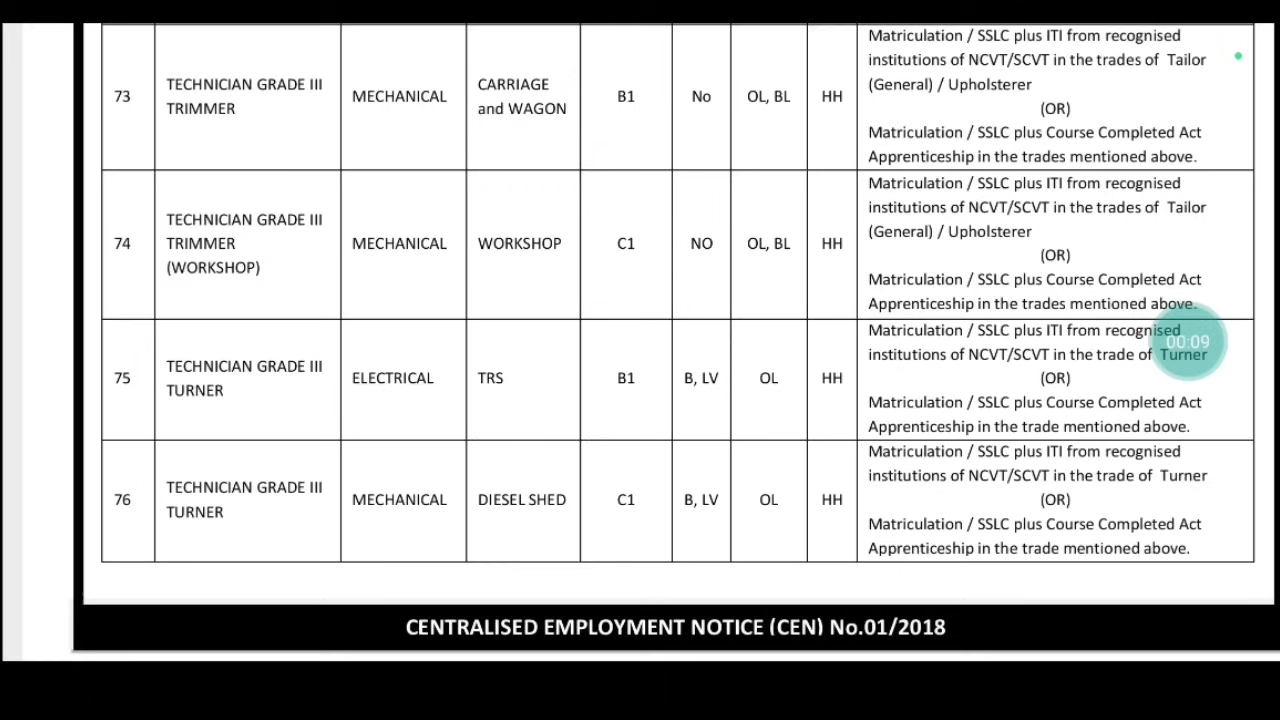 73
TECHNICIAN GRADE III
TRIMMER
MECHANICAL
CARRIAGE
and WAGON
B1
No
OL, BL
HH
Matriculation / SSLC plus ITI from recognised
institutions of NCVT/SCVT in the trades of Tailor
(General) / Upholsterer
(OR)
Matriculation / SSLC plus Course Completed Act
Apprenticeship in the trades mentioned above.
74
TECHNICIAN GRADE III
TRIMMER
(WORKSHOP)
MECHANICAL
WORKSHOP
C1
NO
OL, BL
HH
Matriculation / SSLC plus ITI from recognised
institutions of NCVT/SCVT in the trades of Tailor
(General) / Upholsterer
(OR)
Matriculation / SSLC plus Course Completed Act
Apprenticeship in the trades mentioned above.
75
TECHNICIAN GRADE III
TURNER
ELECTRICAL
TRS
B1
B, LV
OL
HH
Matriculation / SSLC plus ITI from recognised
institutions of NCVT/SCVT in the trade of Turner
(OR)
Matriculation / SSLC plus Course Completed Act
Apprenticeship in the trade mentioned above.
00:09
76
TECHNICIAN GRADE III
TURNER
MECHANICAL
DIESEL SHED
C1
B, LV
OL
HH
Matriculation / SSLC plus ITI from recognised
institutions of NCVT/SCVT in the trade of Turner
(OR)
Matriculation / SSLC plus Course Completed Act
Apprenticeship in the trade mentioned above.
CENTRALISED EMPLOYMENT NOTICE (CEN) No.01/2018